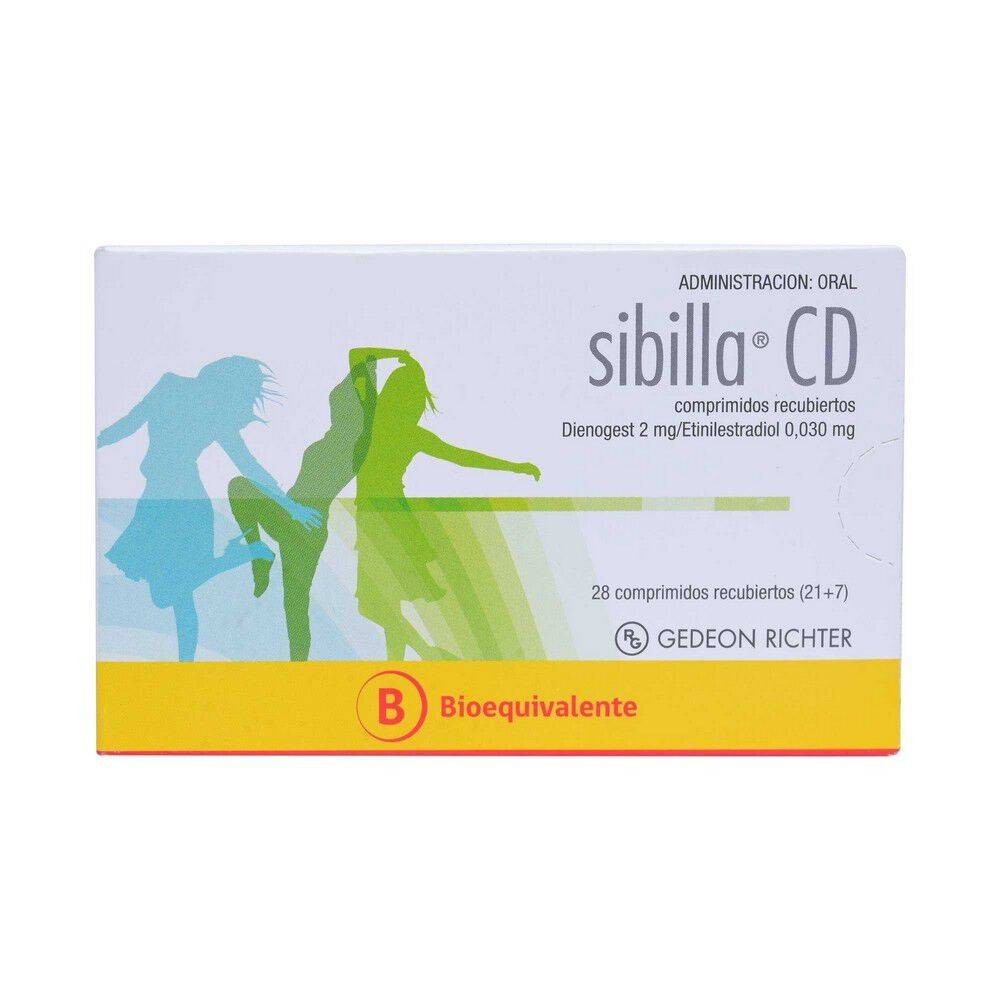 ADMINISTRACION: ORAL
sibilla® CD
comprimidos recubiertos
Dienogest 2 mg/Etinilestradiol 0,030 mg
28 comprimidos recubiertos (21+7)
RG GEDEON RICHTER
B Bioequivalente